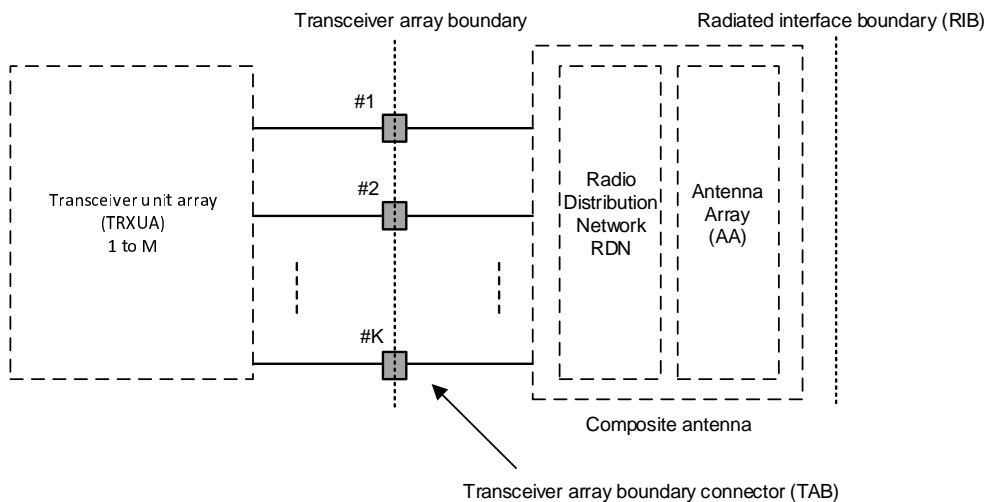 Transceiver array boundary
Radiated interface boundary (RIB)
#1
#2
#K
Transceiver unit array
(TRXUA)
1 to M
Radio
Distribution
Network
RDN
Antenna
Array
(AA)
Composite antenna
Transceiver array boundary connector (TAB)